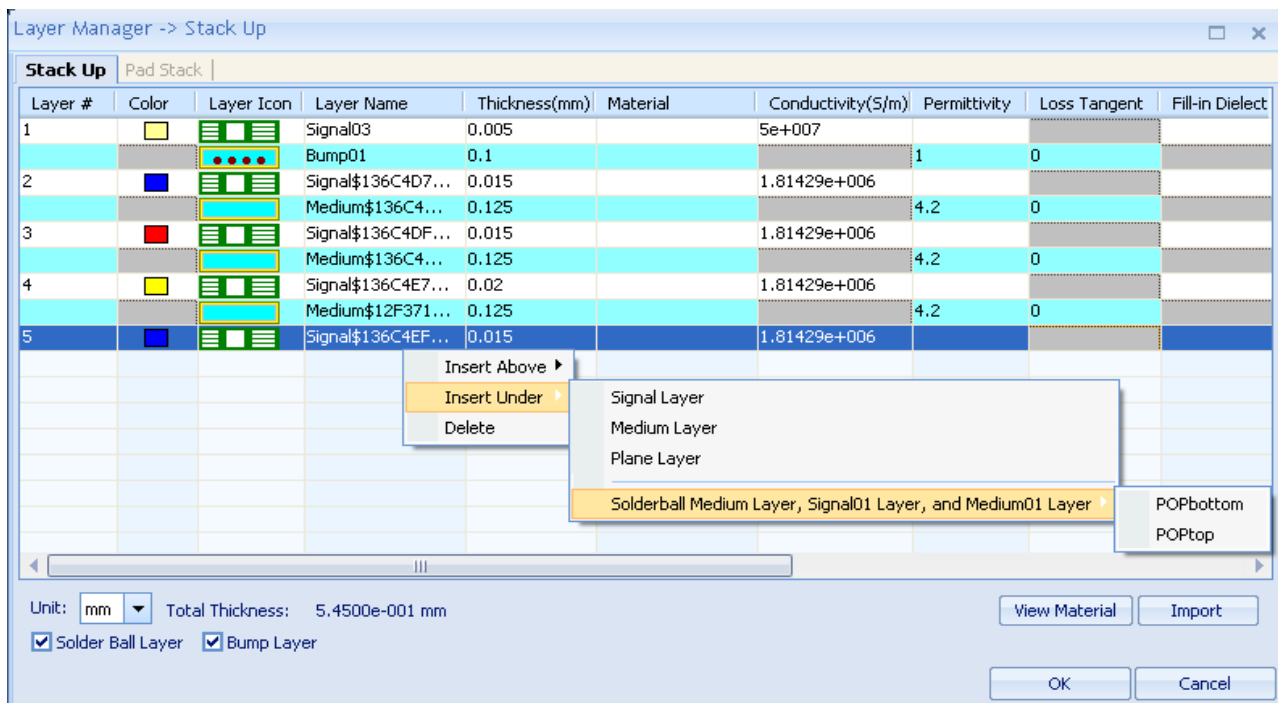 Layer Manager -> Stack Up
Stack Up Pad Stack
Layer # Color Layer Icon Layer Name Thickness(mm) Material Conductivity(S/m) Permittivity Loss Tangent Fill-in Dielect
1 Signal03 0.005 5e+007
Bump01 0.1 1 0
2 Signal$136C4D7... 0.015 1.81429e+006
Medium$136C4... 0.125 4.2 0
3 Signal$136C4DF... 0.015 1.81429e+006
Medium$136C4... 0.125 4.2 0
4 Signal$136C4E7... 0.02 1.81429e+006
Medium$12F371... 0.125 4.2 0
5 Signal$136C4EF... 0.015 1.81429e+006
Insert Above
Insert Under
Delete
Signal Layer
Medium Layer
Plane Layer
Solderball Medium Layer, Signal01 Layer, and Medium01 Layer
POPbottom
POPtop
Unit: mm Total Thickness: 5.4500e-001 mm View Material Import
Solder Ball Layer Bump Layer
OK Cancel